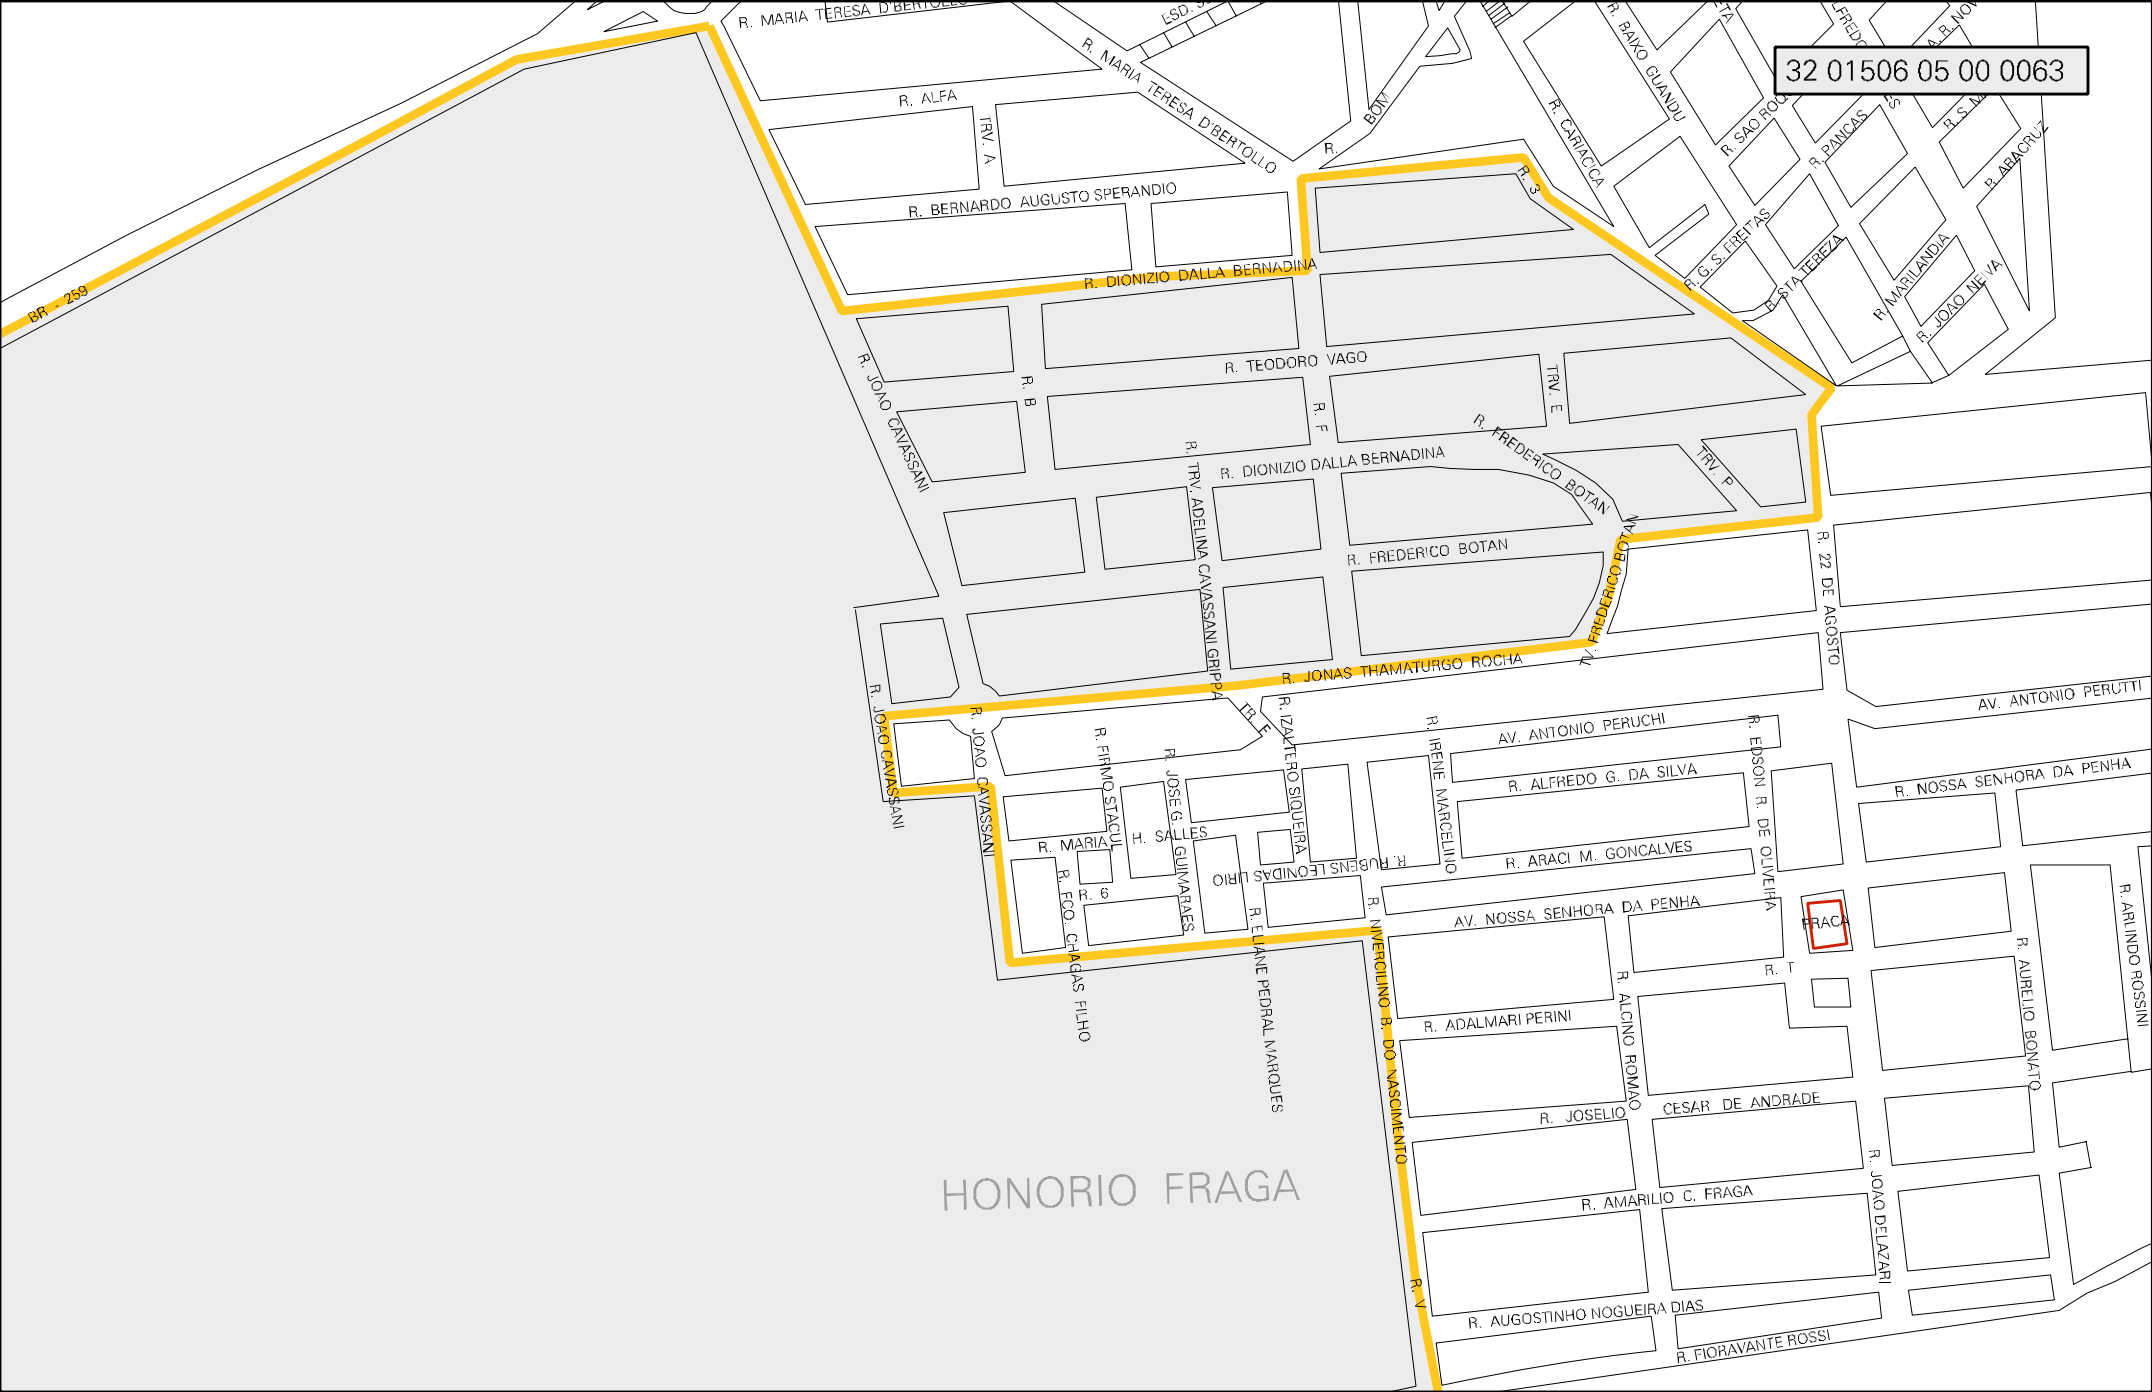 R. MARIA TERESA D'BERTOLLO
R. MARIA TERESA D'BERTOLLO
R. BAIXO GUANDU
32 01506 05 00 0063
R. ALFA
TRV. A
BOM
R.
R. CARIACICA
R. SAO ROQ
R. PANCAS
R. S. M
R. ARACRUZ
R. 3
R. BERNARDO AUGUSTO SPERANDIO
R. G. S. FREITAS
R. STA TEREZA
R. MARILANDIA
R. JOAO NEIVA
BR - 259
R. DIONIZIO DALLA BERNADINA
R. JOAO CAVASSANI
R. B
R. TEODORO VAGO
R. F
TRV. E
R. FREDERICO BOTAN
TRV. P
R. DIONIZIO DALLA BERNADINA
R. TRV. ADELINA CAVASSANI GRIPPA
R. FREDERICO BOTAN
FREDERICO BOTAN
R. 22 DE AGOSTO
R. JONAS THAMATURGO ROCHA
R. JOAO CAVASSANI
R. JOAO CAVASSANI
TR. E
R. IZALTERO SIQUEIRA
R. FIRMO STACUL
R. JOSE G. GUIMARAES
R. IRENE MARCELINO
AV. ANTONIO PERUCHI
AV. ANTONIO PERUTTI
R. EDSON R. DE OLIVEIRA
R. ALFREDO G. DA SILVA
R. NOSSA SENHORA DA PENHA
R. MARIA H. SALLES
R. RUBENS LEONIDAS LIRIO
R. ARACI M. GONCALVES
R. 6
R. FCO. CHAGAS FILHO
R. ELIANE PEDRAL MARQUES
R. NIVERCILINO B. DO NASCIMENTO
AV. NOSSA SENHORA DA PENHA
PRACA
R. T
R. ARLINDO ROSSINI
R. AURELIO BONATO
R. ADALMARI PERINI
R. ALCINO ROMAO
R. JOSELIO CESAR DE ANDRADE
R. JOAO DELAZARI
HONORIO FRAGA
R. AMARILIO C. FRAGA
R. V
R. AUGOSTINHO NOGUEIRA DIAS
R. FIORAVANTE ROSSI